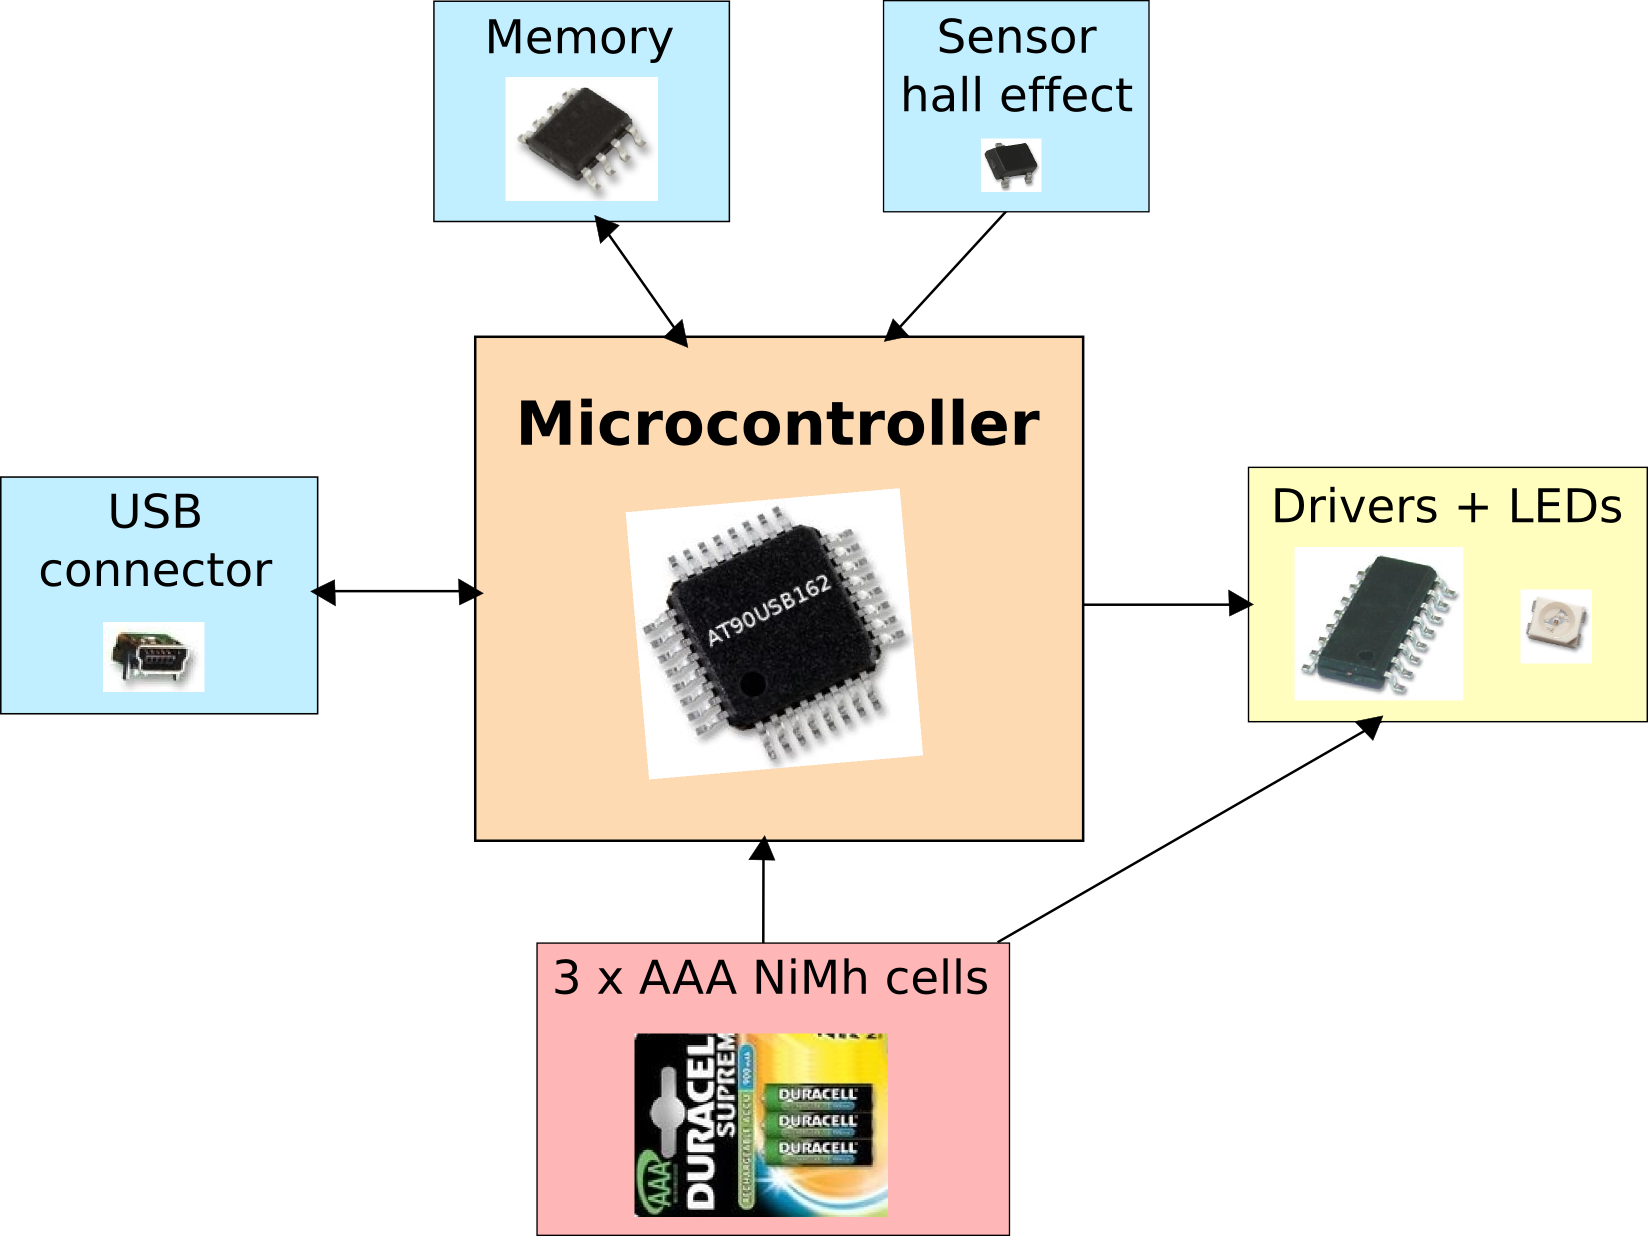 Memory
Sensor
hall effect
Microcontroller
AT90USB162
USB
connector
Drivers + LEDs
3 x AAA NiMh cells
DURACELL
SUPREM
900 mAh
RECHARGEABLE ACCU
AAA
DURACELL
DURACELL
DURACELL